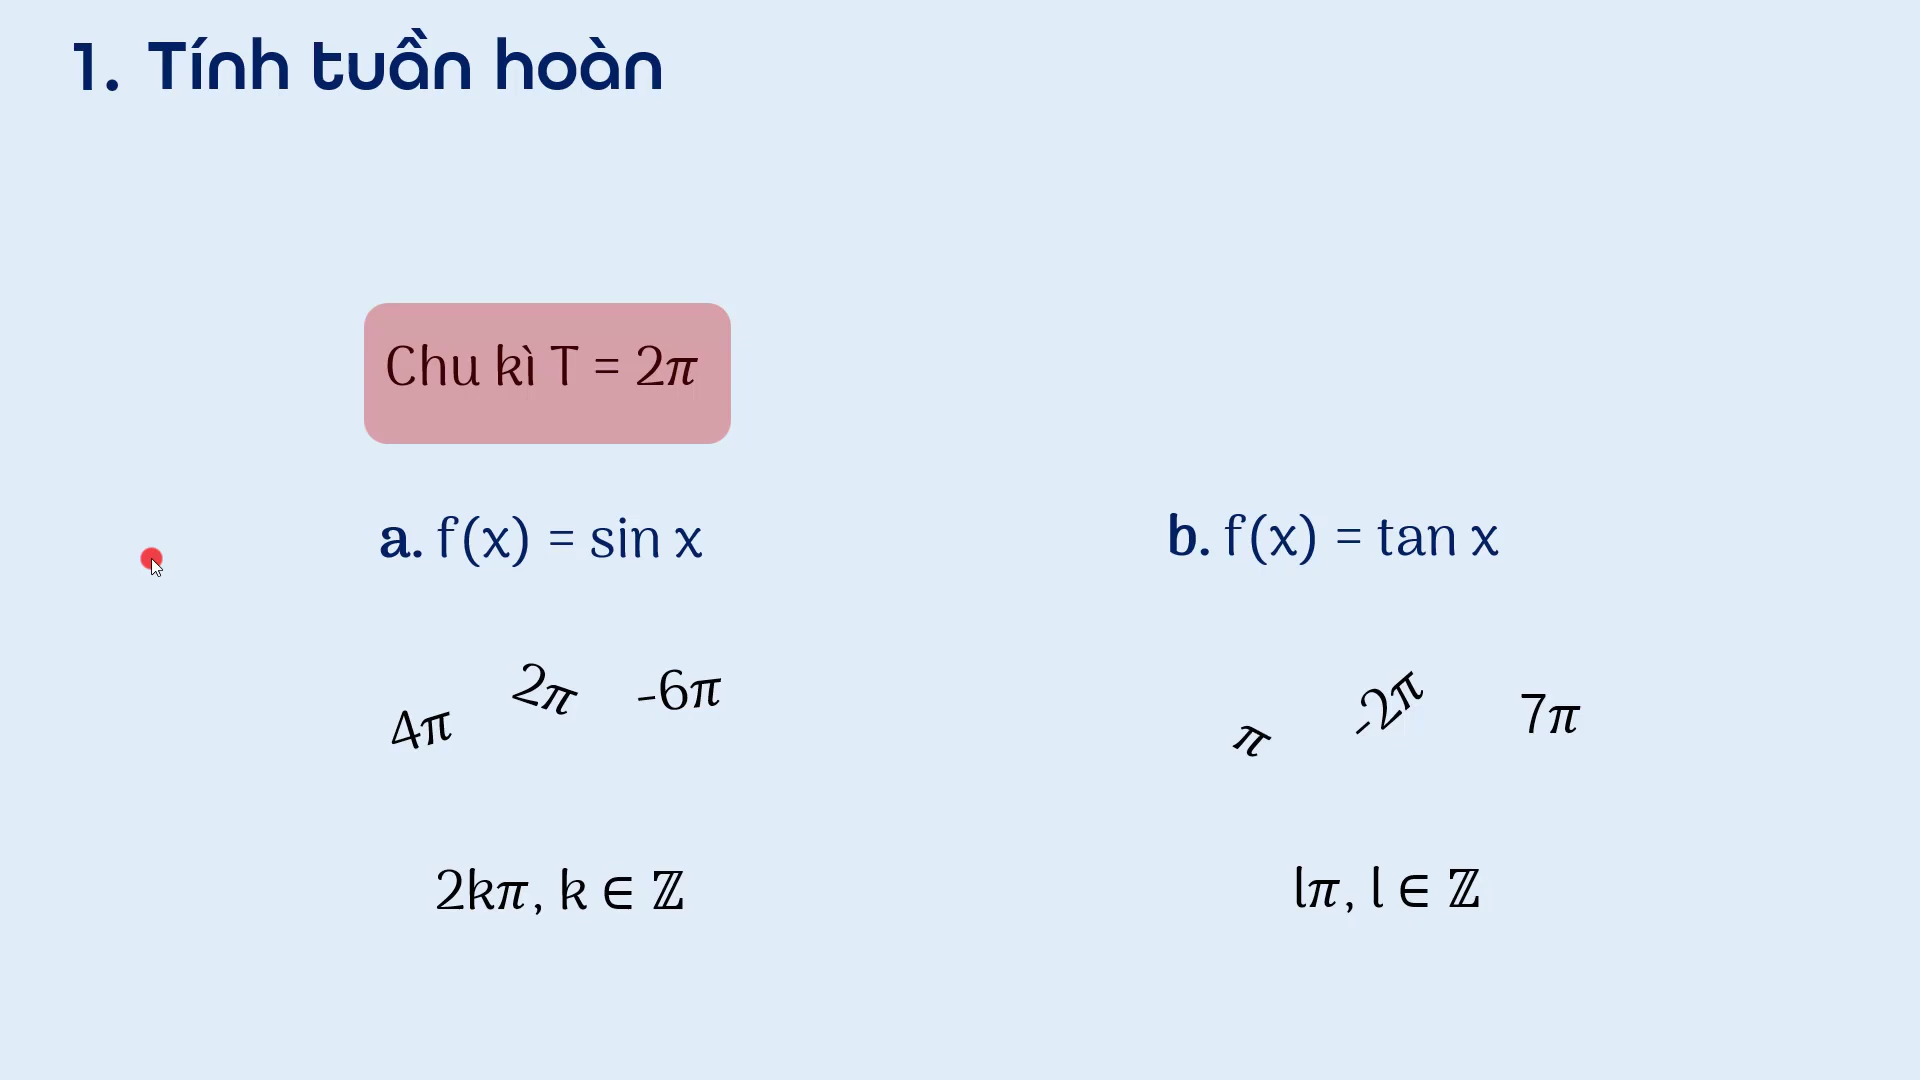 1. Tính tuần hoàn
Chu kì T = 2π
a. f(x) = sin x
b. f(x) = tan x
4π 2π -6π
π -2π 7π
2kπ, k ∈ ℤ
lπ, l ∈ ℤ